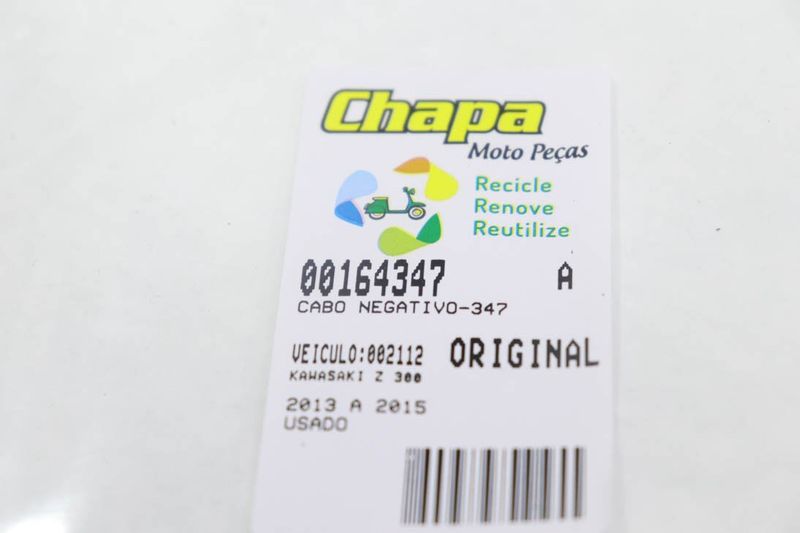 Chapa
Moto Peças
Recicle
Renove
Reutilize
00164347 A
CABO NEGATIVO-347
VEICULO:002112 ORIGINAL
KAWASAKI Z 300
2013 A 2015
USADO